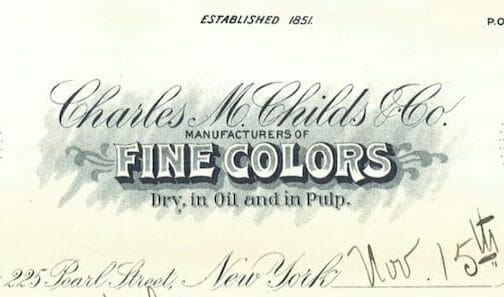 ESTABLISHED 1851.
P.O
Charles M. Childs & Co.
MANUFACTURERS OF
FINE COLORS
Dry, in Oil and in Pulp.
225 Pearl Street, New York Nov. 15th